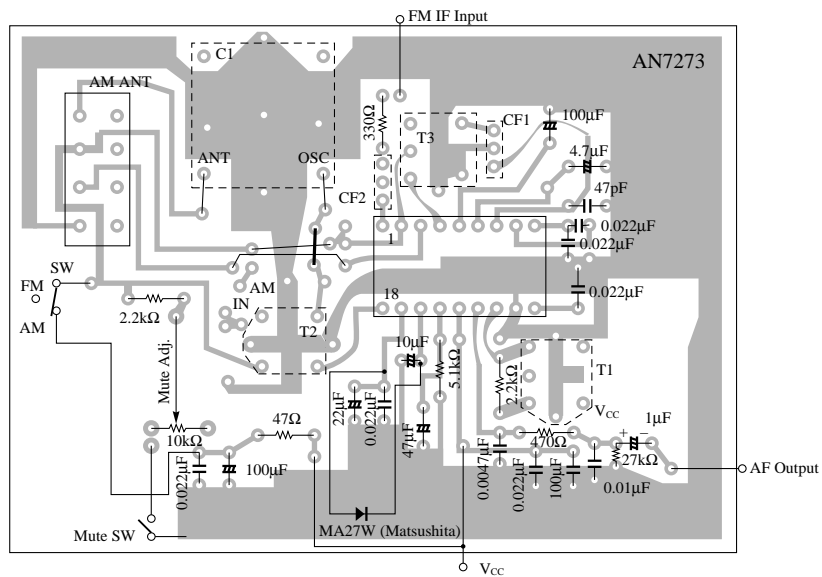 FM IF Input
AN7273
C1
AM ANT
330Ω
T3
CF1
100µF
4.7µF
47pF
ANT
OSC
CF2
0.022µF
0.022µF
1
SW
FM
AM
AM
IN
18
0.022µF
2.2kΩ
T2
10µF
5.1kΩ
2.2kΩ
T1
Mute Adj.
VCC
22µF
0.022µF
47µF
1µF
+ −
10kΩ
47Ω
470Ω
27kΩ
0.022µF
100µF
0.0047µF
0.022µF
100µF
0.01µF
AF Output
Mute SW
MA27W (Matsushita)
VCC